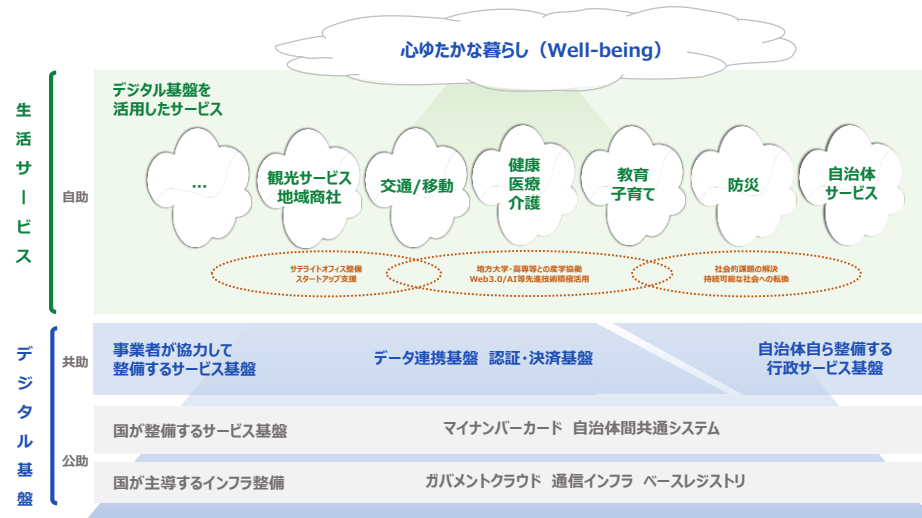 心ゆたかな暮らし（Well-being）
生活サービス
自助
デジタル基盤を
活用したサービス
…
観光サービス
地域商社
交通/移動
健康
医療
介護
教育
子育て
防災
自治体
サービス
サテライトオフィス整備
スタートアップ支援
地方大学・高専等との産学協働
Web3.0/AI等先進技術積極活用
社会的課題の解決
持続可能な社会への転換
デジタル基盤
共助
事業者が協力して
整備するサービス基盤
データ連携基盤 認証・決済基盤
自治体自ら整備する
行政サービス基盤
公助
国が整備するサービス基盤
マイナンバーカード 自治体間共通システム
国が主導するインフラ整備
ガバメントクラウド 通信インフラ ベースレジストリ